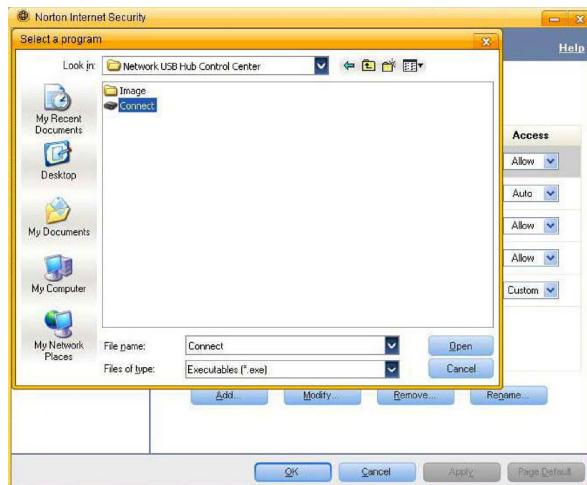 Norton Internet Security
Select a program
Help
Look in: Network USB Hub Control Center
Image
Connect
My Recent
Documents
Desktop
My Documents
My Computer
My Network
Places
Access
Allow
Auto
Allow
Allow
Custom
File name: Connect Open
Files of type: Executables (*.exe) Cancel
Add... Modify... Remove... Rename...
OK Cancel Apply Page Default